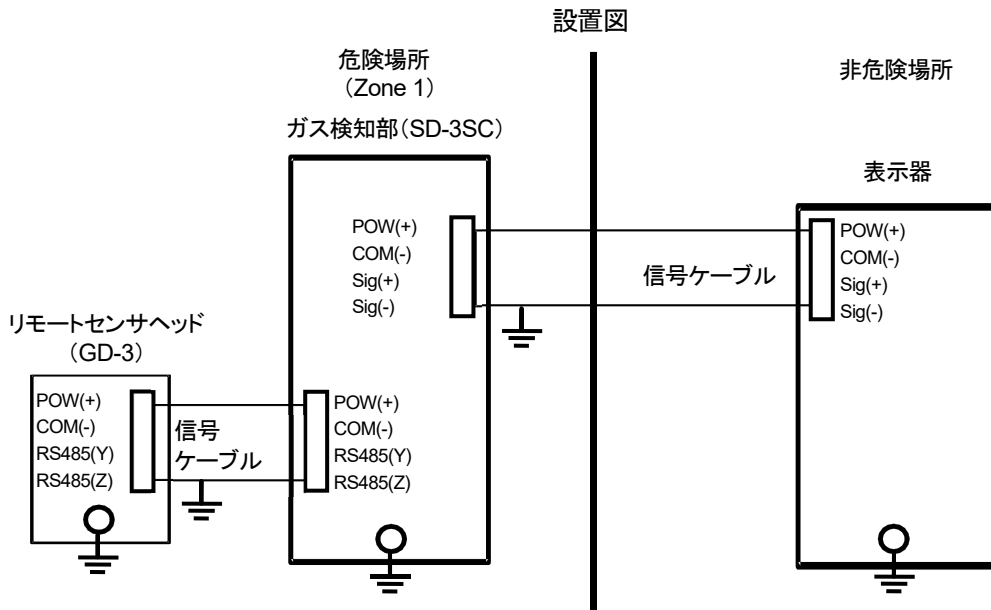 設置図
危険場所
（Zone 1）
非危険場所
ガス検知部（SD-3SC）
表示器
POW(+)
COM(-)
Sig(+)
Sig(-)
信号ケーブル
POW(+)
COM(-)
Sig(+)
Sig(-)
リモートセンサヘッド
（GD-3）
POW(+)
COM(-)
RS485(Y)
RS485(Z)
信号
ケーブル
POW(+)
COM(-)
RS485(Y)
RS485(Z)